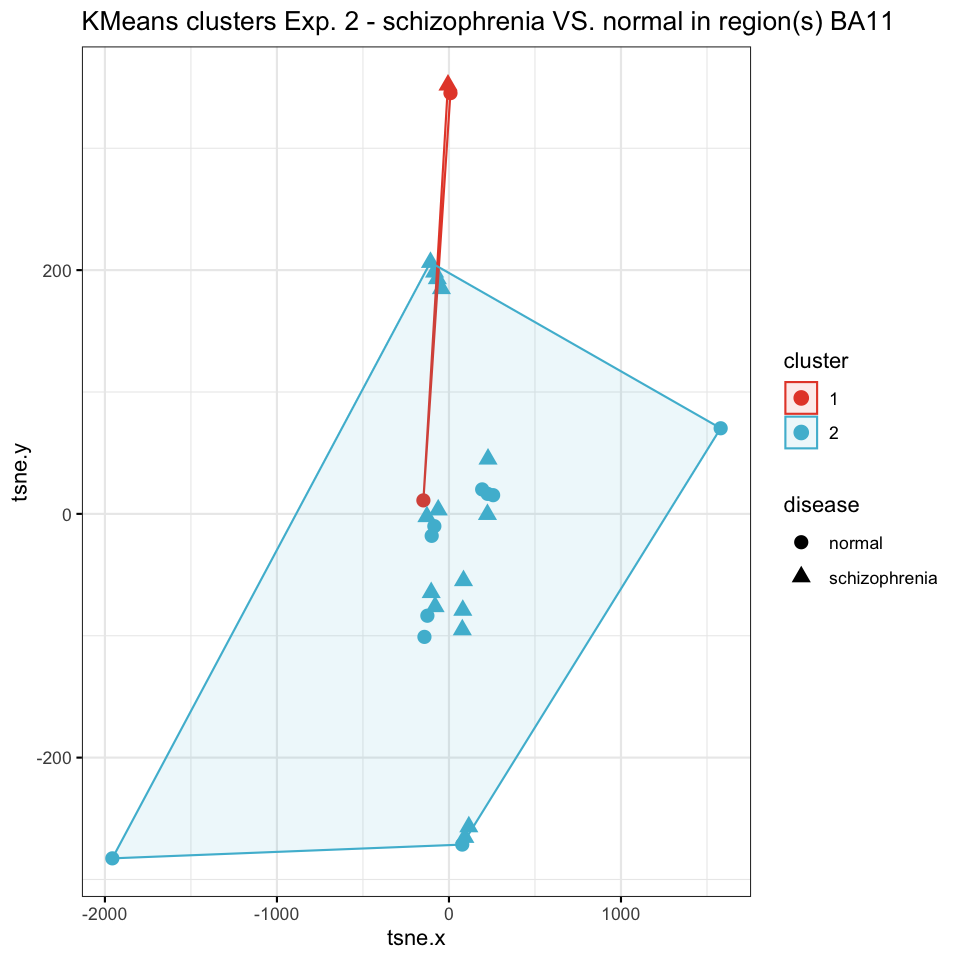 KMeans clusters Exp. 2 - schizophrenia VS. normal in region(s) BA11
200
0
-200
tsne.y
-2000
-1000
0
1000
tsne.x
cluster
1
2
disease
normal
schizophrenia